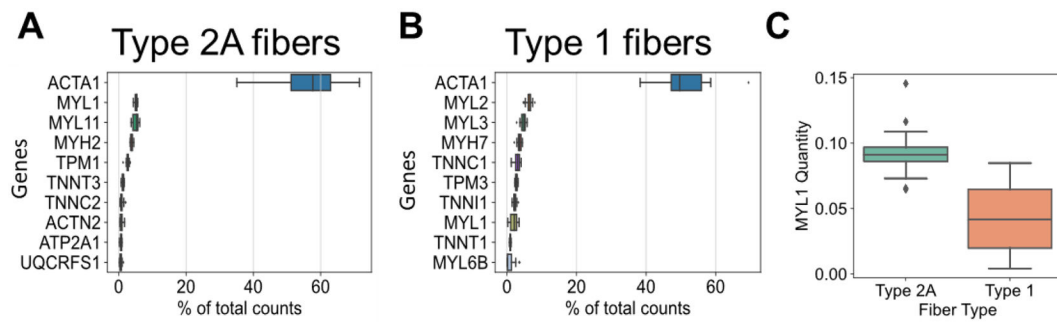 A
Type 2A fibers
Genes
ACTA1
MYL1
MYL11
MYH2
TPM1
TNNT3
TNNC2
ACTN2
ATP2A1
UQCRFS1
0 20 40 60
% of total counts
B
Type 1 fibers
Genes
ACTA1
MYL2
MYL3
MYH7
TNNC1
TPM3
TNNI1
MYL1
TNNT1
MYL6B
0 20 40 60
% of total counts
C
MYL1 Quantity
0.15
0.10
0.05
0.00
Type 2A Type 1
Fiber Type